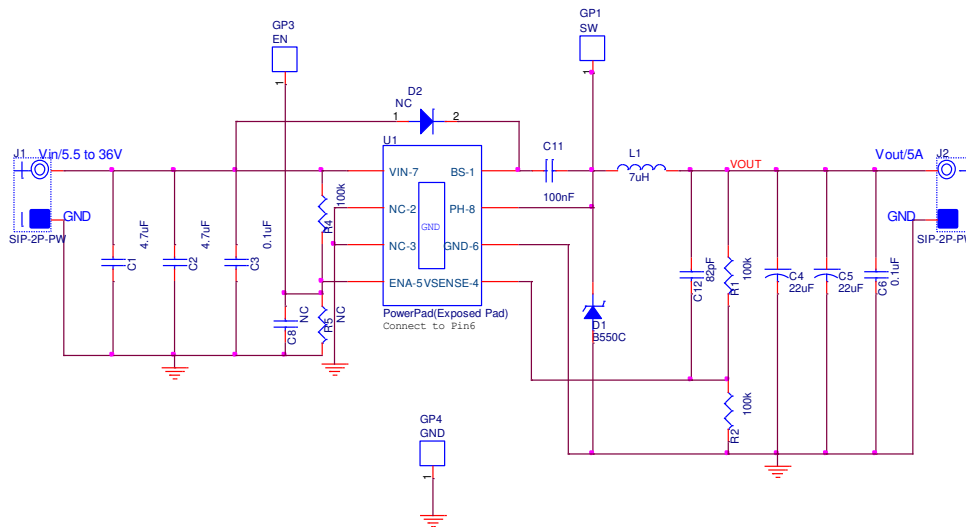 GP3
EN
1
GP1
SW
1
D2
NC
1
2
U1
J1
Vin/5.5 to 36V
GND
SIP-2P-PW
C1
4.7uF
C2
4.7uF
C3
0.1uF
R4
100k
C8
NC
R5
NC
VIN-7
BS-1
NC-2
PH-8
GND
NC-3
GND-6
ENA-5
VSENSE-4
PowerPad(Exposed Pad)
Connect to Pin6
C11
100nF
L1
7uH
VOUT
D1
B550C
C12
82pF
R1
100k
R2
100k
C4
22uF
C5
22uF
C6
0.1uF
Vout/5A
J2
GND
SIP-2P-PW
GP4
GND
1